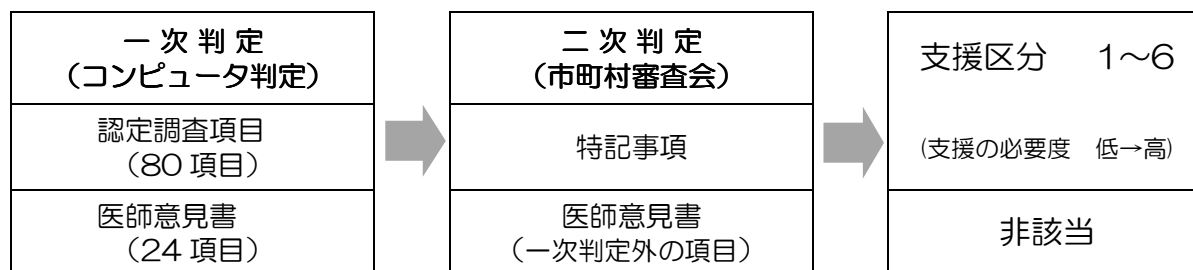 一 次 判 定
（コンピュータ判定）
認定調査項目
（80 項目）
医師意見書
（24 項目）
二 次 判 定
（市町村審査会）
特記事項
医師意見書
（一次判定外の項目）
支援区分　1～6
(支援の必要度　低→高)
非該当